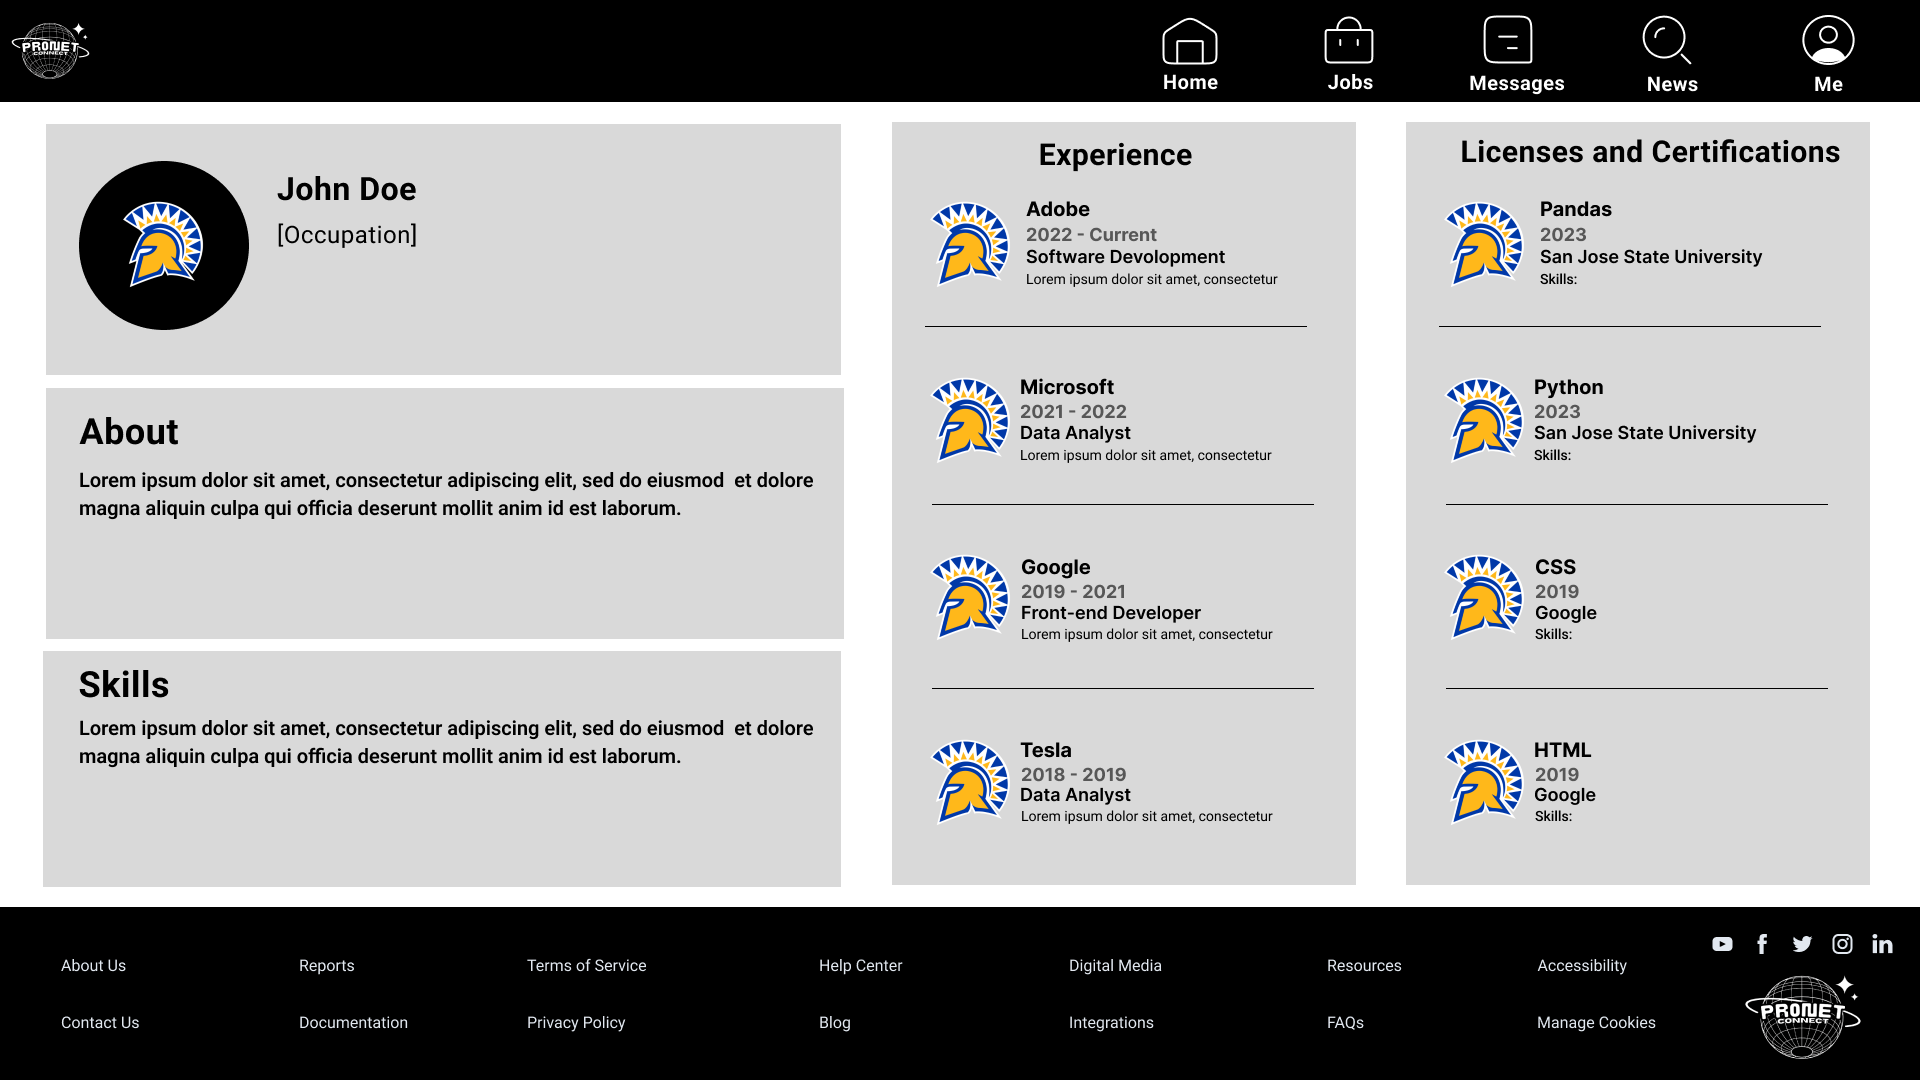 PRONET
CONNECT
Home
Jobs
Messages
News
Me
John Doe
[Occupation]
About
Lorem ipsum dolor sit amet, consectetur adipiscing elit, sed do eiusmod  et dolore
magna aliquin culpa qui officia deserunt mollit anim id est laborum.
Skills
Lorem ipsum dolor sit amet, consectetur adipiscing elit, sed do eiusmod  et dolore
magna aliquin culpa qui officia deserunt mollit anim id est laborum.
Experience
Adobe
2022 - Current
Software Devolopment
Lorem ipsum dolor sit amet, consectetur
Microsoft
2021 - 2022
Data Analyst
Lorem ipsum dolor sit amet, consectetur
Google
2019 - 2021
Front-end Developer
Lorem ipsum dolor sit amet, consectetur
Tesla
2018 - 2019
Data Analyst
Lorem ipsum dolor sit amet, consectetur
Licenses and Certifications
Pandas
2023
San Jose State University
Skills:
Python
2023
San Jose State University
Skills:
CSS
2019
Google
Skills:
HTML
2019
Google
Skills:
About Us
Reports
Terms of Service
Help Center
Digital Media
Resources
Accessibility
Contact Us
Documentation
Privacy Policy
Blog
Integrations
FAQs
Manage Cookies
PRONET
CONNECT